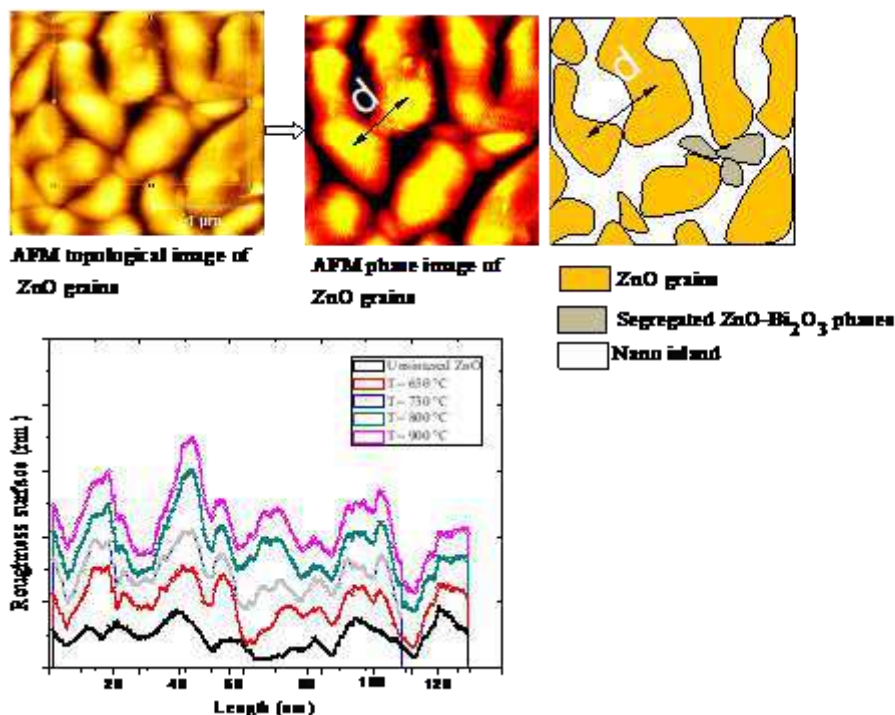 d
d
1 µm
AFM topological image of
ZnO grains
AFM phase image of
ZnO grains
ZnO grains
Segregated ZnO-Bi₂O₃ phases
Nano island
Unsintered ZnO
T= 650 °C
T= 730 °C
T= 800 °C
T= 900 °C
Roughness surface (nm)
20
40
60
80
100
120
Length (nm)